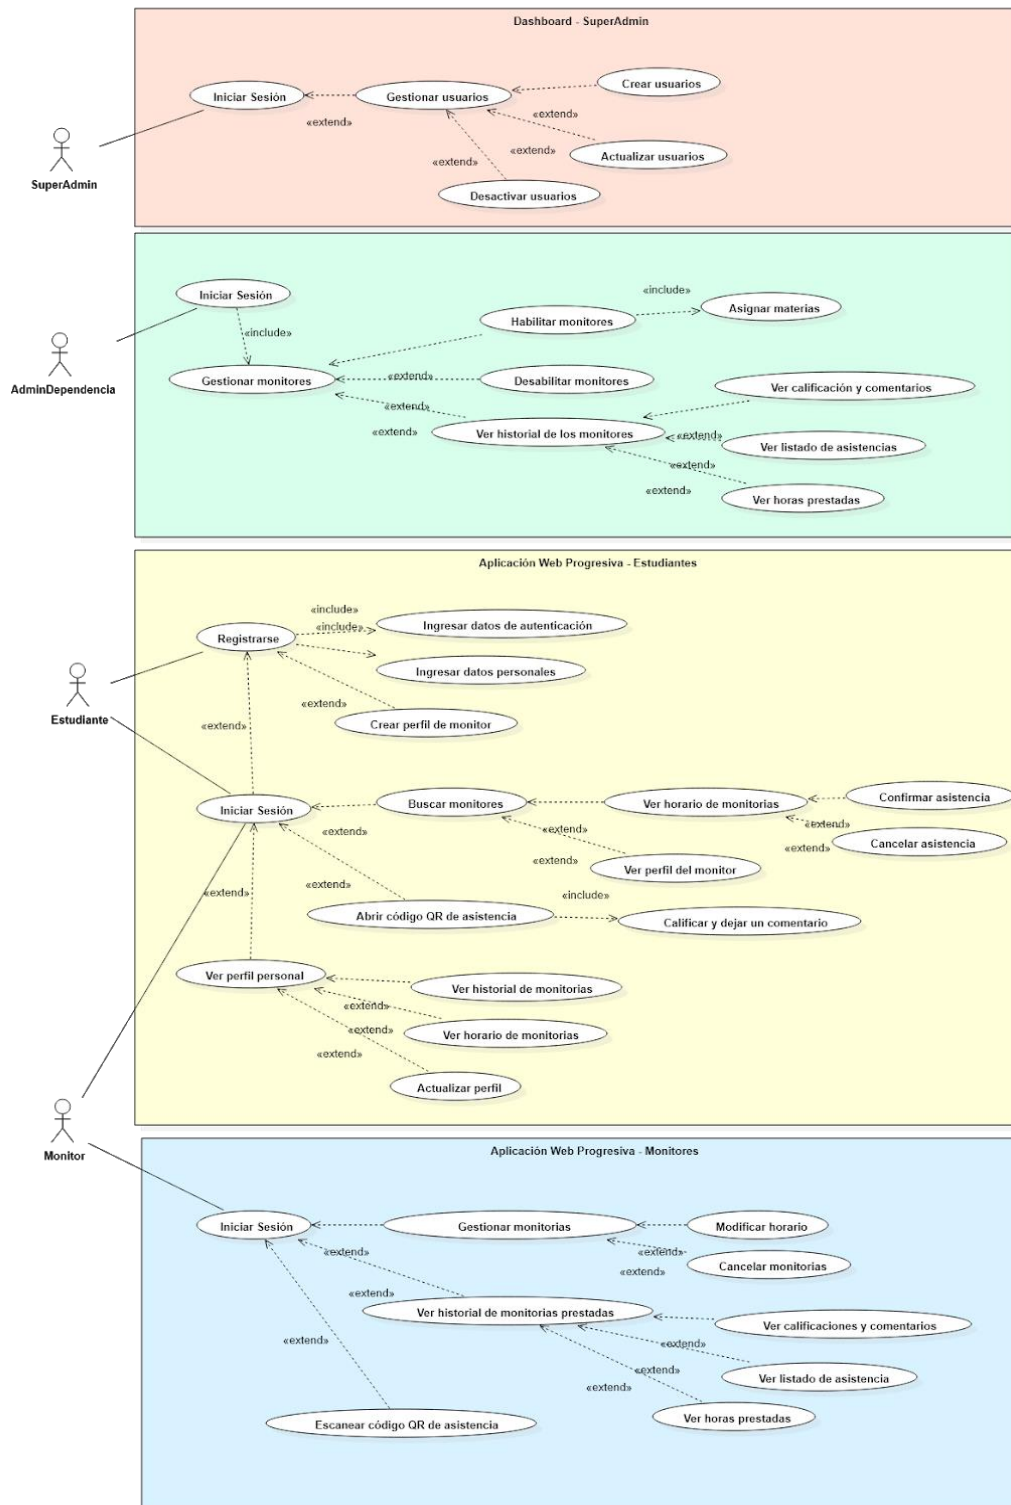 Dashboard - SuperAdmin
Crear usuarios
Iniciar Sesión
Gestionar usuarios
«extend»
«extend»
SuperAdmin
«extend»
«extend»
Actualizar usuarios
Desactivar usuarios
Iniciar Sesión
«include»
Asignar materias
Habilitar monitores
«include»
AdminDependencia
Gestionar monitores
«extend»
Desabilitar monitores
Ver calificación y comentarios
«extend»
«extend»
Ver historial de los monitores
«extend»
Ver listado de asistencias
«extend»
«extend»
Ver horas prestadas
Aplicación Web Progresiva - Estudiantes
«include»
«include»
Ingresar datos de autenticación
Registrarse
Ingresar datos personales
«extend»
Estudiante
«extend»
Crear perfil de monitor
Iniciar Sesión
Buscar monitores
Ver horario de monitorias
Confirmar asistencia
«extend»
«extend»
«extend»
«extend»
Cancelar asistencia
«extend»
Ver perfil del monitor
«extend»
«extend»
«include»
Abrir código QR de asistencia
Calificar y dejar un comentario
Ver perfil personal
Ver historial de monitorias
«extend»
«extend»
Ver horario de monitorias
«extend»
Actualizar perfil
Monitor
Aplicación Web Progresiva - Monitores
Iniciar Sesión
Gestionar monitorias
Modificar horario
«extend»
«extend»
«extend»
Cancelar monitorias
«extend»
Ver historial de monitorias prestadas
Ver calificaciones y comentarios
«extend»
«extend»
Ver listado de asistencia
«extend»
Ver horas prestadas
Escanear código QR de asistencia